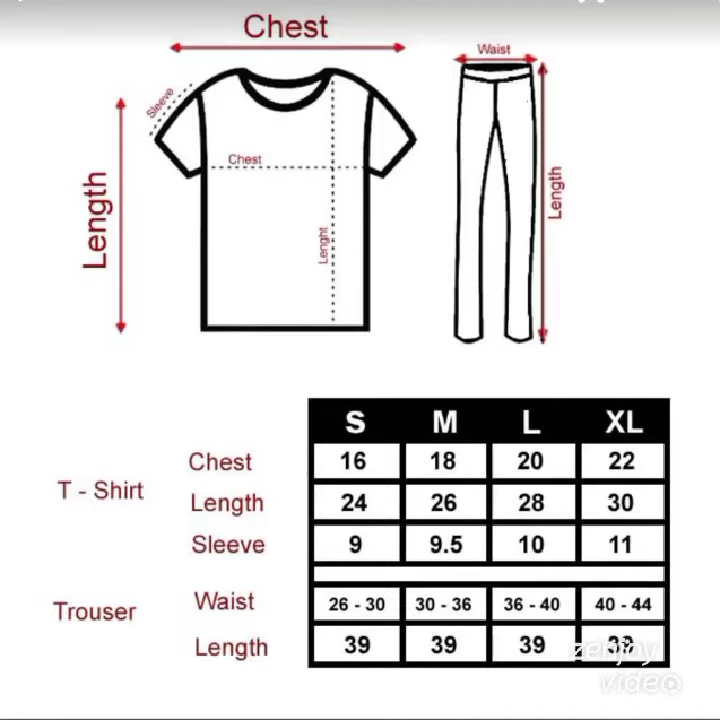 Chest
Waist
Sleeve
Chest
Length
Lenght
Length
S M L XL
T - Shirt
Chest 16 18 20 22
Length 24 26 28 30
Sleeve 9 9.5 10 11
Trouser
Waist 26 - 30 30 - 36 36 - 40 40 - 44
Length 39 39 39
video